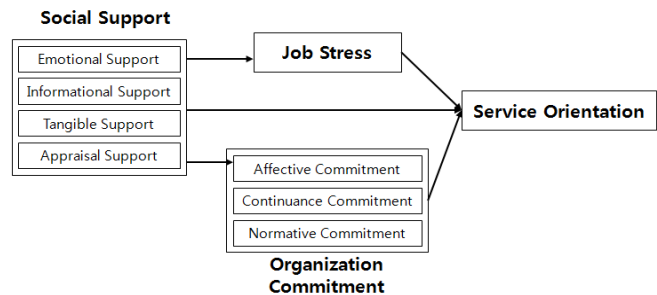 Social Support
Emotional Support
Informational Support
Tangible Support
Appraisal Support
Job Stress
Service Orientation
Affective Commitment
Continuance Commitment
Normative Commitment
Organization
Commitment